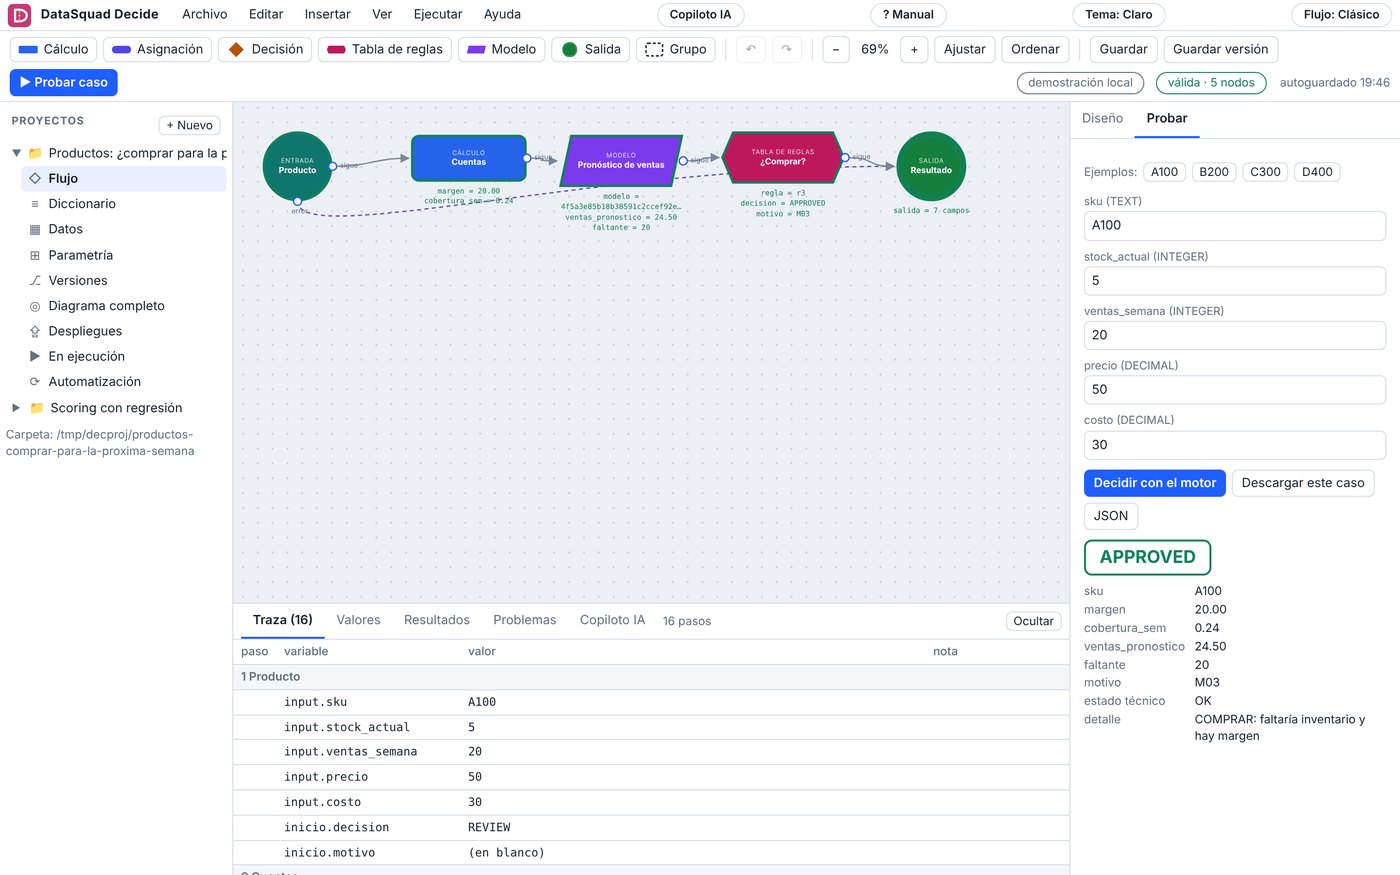 DataSquad Decide Archivo Editar Insertar Ver Ejecutar Ayuda Copiloto IA ? Manual Tema: Claro Flujo: Clásico
Cálculo Asignación Decisión Tabla de reglas Modelo Salida Grupo − 69% + Ajustar Ordenar Guardar Guardar versión
Probar caso demostración local válida · 5 nodos autoguardado 19:46
PROYECTOS + Nuevo
Productos: ¿comprar para la p
Flujo
Diccionario
Datos
Parametría
Versiones
Diagrama completo
Despliegues
En ejecución
Automatización
Scoring con regresión
Carpeta: /tmp/decproj/productos-
comprar-para-la-proxima-semana
ENTRADA
Producto
sigue
error
CÁLCULO
Cuentas
sigue
margen = 20.00
cobertura_sem = 0.24
MODELO
Pronóstico de ventas
sigue
modelo =
4f5a3e85b18b38591c2ccef92e…
ventas_pronostico = 24.50
faltante = 20
TABLA DE REGLAS
¿Comprar?
sigue
regla = r3
decision = APPROVED
motivo = M03
SALIDA
Resultado
salida = 7 campos
Traza (16) Valores Resultados Problemas Copiloto IA 16 pasos Ocultar
paso variable valor nota
1 Producto
input.sku A100
input.stock_actual 5
input.ventas_semana 20
input.precio 50
input.costo 30
inicio.decision REVIEW
inicio.motivo (en blanco)
Diseño Probar
Ejemplos: A100 B200 C300 D400
sku (TEXT)
A100
stock_actual (INTEGER)
5
ventas_semana (INTEGER)
20
precio (DECIMAL)
50
costo (DECIMAL)
30
Decidir con el motor Descargar este caso
JSON
APPROVED
sku A100
margen 20.00
cobertura_sem 0.24
ventas_pronostico 24.50
faltante 20
motivo M03
estado técnico OK
detalle COMPRAR: faltaría inventario y
hay margen